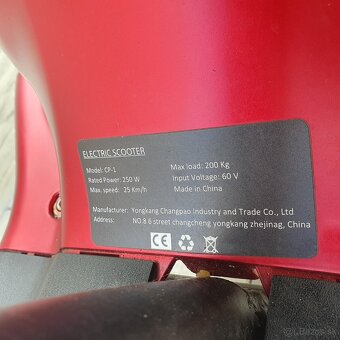 ELECTRIC SCOOTER
Model: CP-1
Rated Power: 250 W
Max. speed: 25 Km/h
Max load: 200 Kg
Input Voltage: 60 V
Made in China
Manufacturer: Yongkang Changpao Industry and Trade Co., Ltd
Address: NO.8 6 street changcheng yongkang zhejinag, China
CE